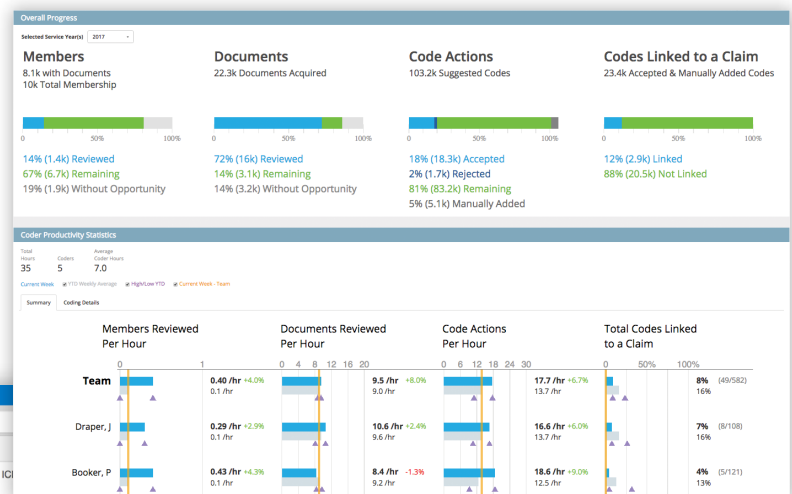 Overall Progress
Selected Service Year(s) 2017
Members
8.1k with Documents
10k Total Membership
0 50% 100%
14% (1.4k) Reviewed
67% (6.7k) Remaining
19% (1.9k) Without Opportunity
Documents
22.3k Documents Acquired
0 50% 100%
72% (16k) Reviewed
14% (3.1k) Remaining
14% (3.2k) Without Opportunity
Code Actions
103.2k Suggested Codes
0 50% 100%
18% (18.3k) Accepted
2% (1.7k) Rejected
81% (83.2k) Remaining
5% (5.1k) Manually Added
Codes Linked to a Claim
23.4k Accepted & Manually Added Codes
0 50% 100%
12% (2.9k) Linked
88% (20.5k) Not Linked
Coder Productivity Statistics
Total Hours
35
Coders
5
Average Coder Hours
7.0
Current Week YTD Weekly Average High/Low YTD Current Week - Team
Summary Coding Details
Members Reviewed Per Hour
Documents Reviewed Per Hour
Code Actions Per Hour
Total Codes Linked to a Claim
0 1
0 4 8 12 16 20
0 6 12 18 24 30
0 50% 100%
Team 0.40 /hr +4.0% 9.5 /hr +8.0% 17.7 /hr +6.7% 8% (49/582)
0.1 /hr 9.0 /hr 13.7 /hr 16%
Draper, J 0.29 /hr +2.9% 10.6 /hr +2.4% 16.6 /hr +6.0% 7% (8/108)
0.1 /hr 9.6 /hr 13.7 /hr 16%
Booker, P 0.43 /hr +4.3% 8.4 /hr -1.3% 18.6 /hr +9.0% 4% (5/121)
0.1 /hr 9.2 /hr 12.5 /hr 13%